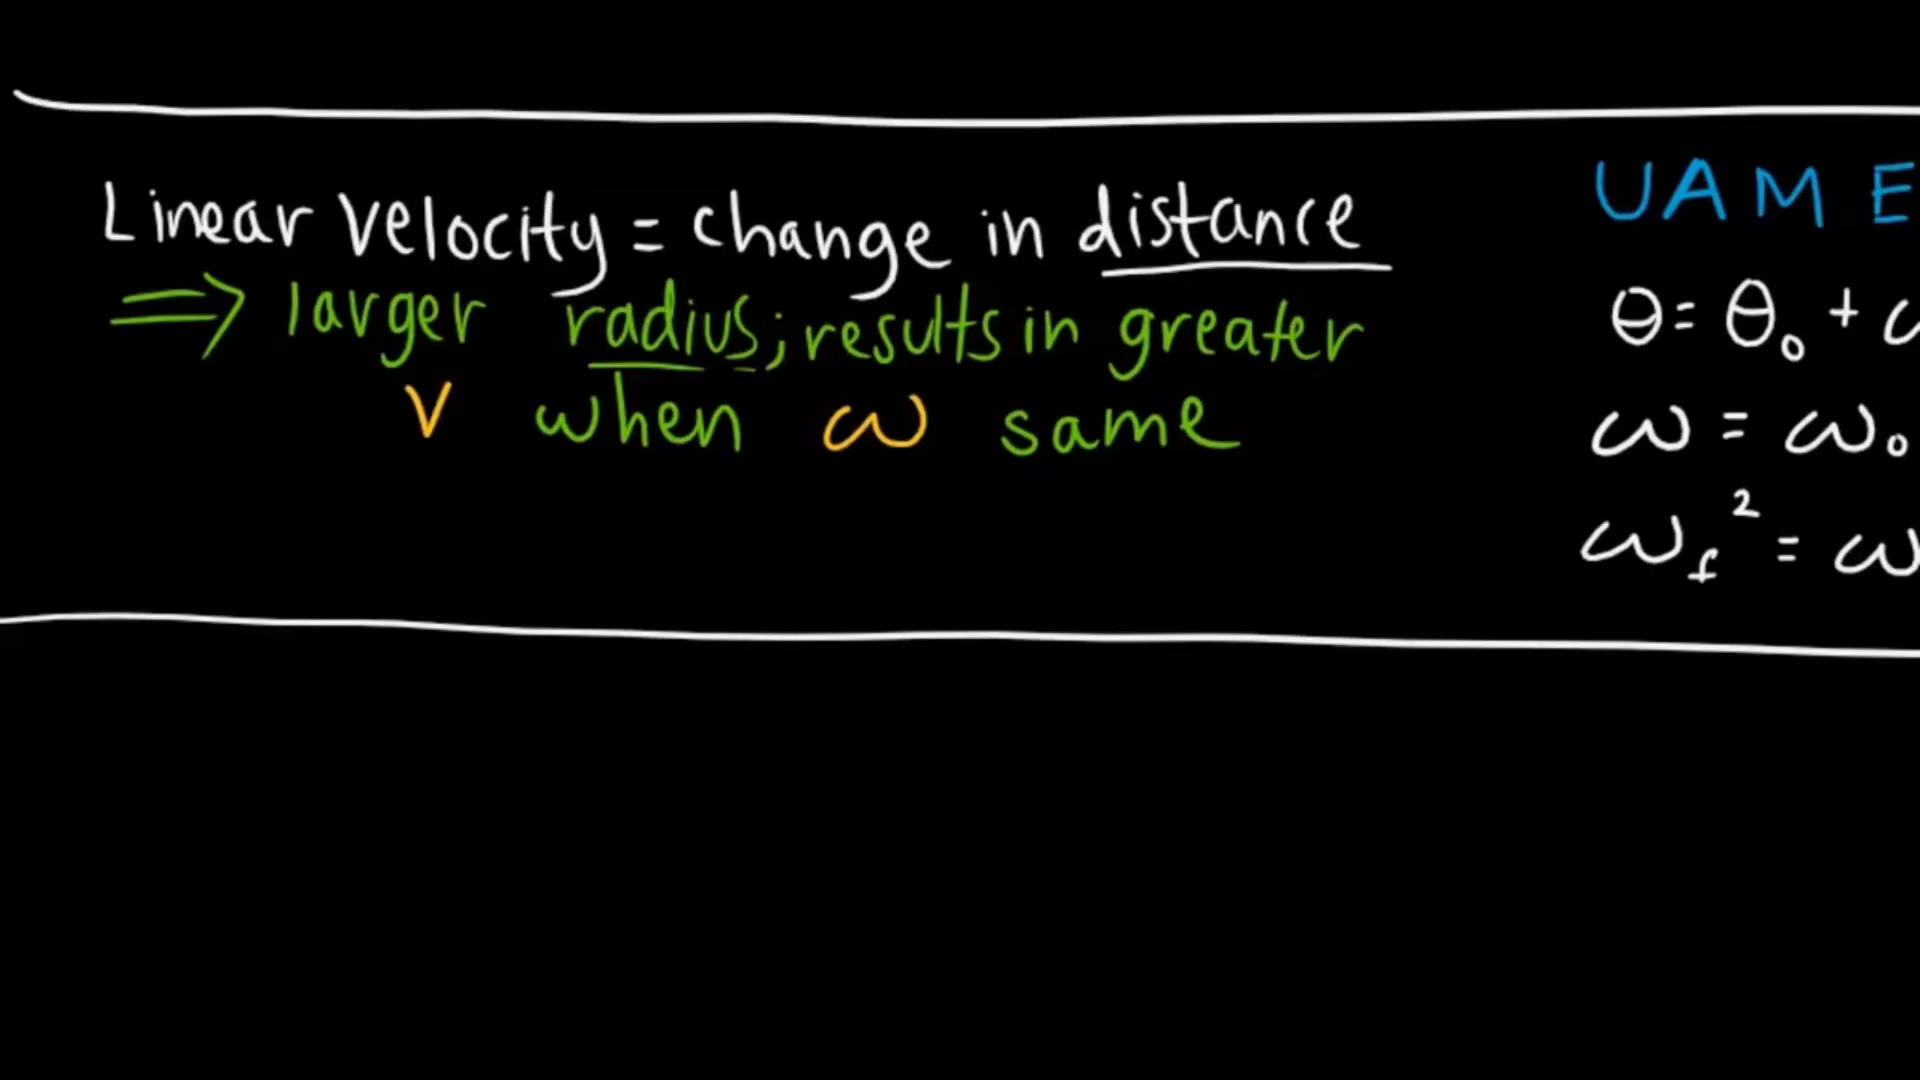 Linear velocity = change in distance
⇒ larger radius; results in greater
v when ω same
UAM E
θ = θ₀ +
ω = ω₀
ω_f² = ω